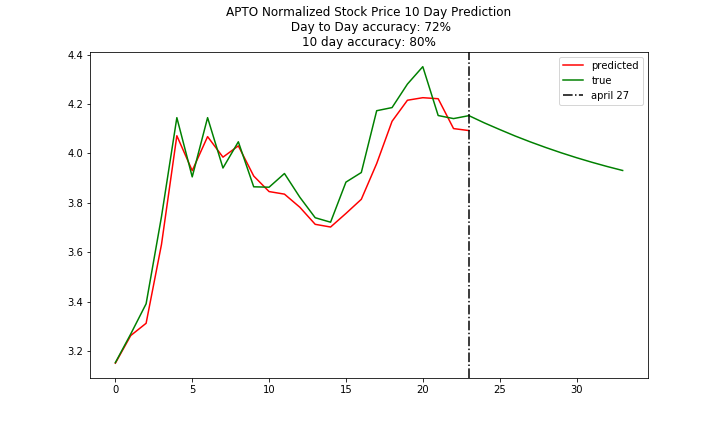 APTO Normalized Stock Price 10 Day Prediction
Day to Day accuracy: 72%
10 day accuracy: 80%
predicted
true
april 27
4.4
4.2
4.0
3.8
3.6
3.4
3.2
0 5 10 15 20 25 30